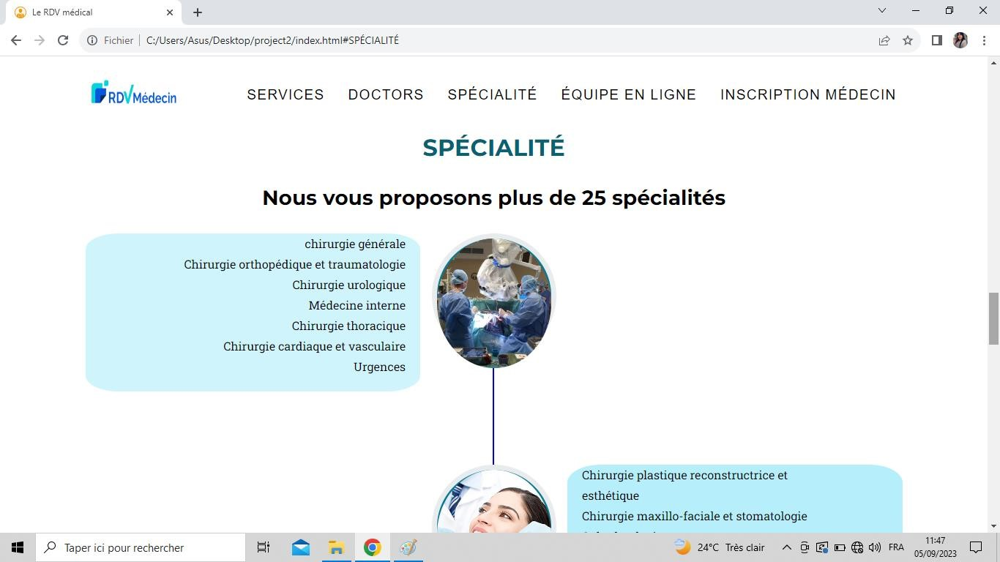 Le RDV médical
Fichier
C:/Users/Asus/Desktop/project2/index.html#SPÉCIALITÉ
RDVMédecin
SERVICES
DOCTORS
SPÉCIALITÉ
ÉQUIPE EN LIGNE
INSCRIPTION MÉDECIN
SPÉCIALITÉ
Nous vous proposons plus de 25 spécialités
chirurgie générale
Chirurgie orthopédique et traumatologie
Chirurgie urologique
Médecine interne
Chirurgie thoracique
Chirurgie cardiaque et vasculaire
Urgences
Chirurgie plastique reconstructrice et
esthétique
Chirurgie maxillo-faciale et stomatologie
Taper ici pour rechercher
24°C Très clair
FRA
11:47
05/09/2023